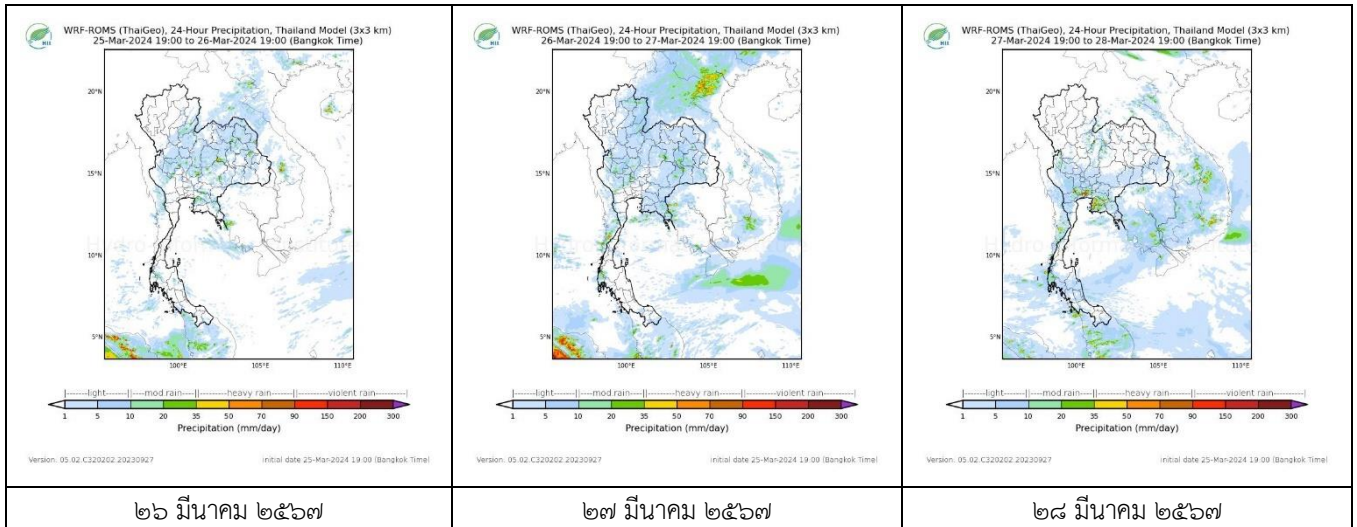 WRF-ROMS (ThaiGeo), 24-Hour Precipitation, Thailand Model (3x3 km)
25-Mar-2024 19:00 to 26-Mar-2024 19:00 (Bangkok Time)
20°N
15°N
10°N
5°N
100°E
105°E
110°E
light
mod rain
heavy rain
violent rain
1 5 10 20 35 50 70 90 150 200 300
Precipitation (mm/day)
Version: 05.02.C320202.20230927
initial date 25-Mar-2024 19:00 (Bangkok Time)
๒๖ มีนาคม ๒๕๖๗
WRF-ROMS (ThaiGeo), 24-Hour Precipitation, Thailand Model (3x3 km)
26-Mar-2024 19:00 to 27-Mar-2024 19:00 (Bangkok Time)
20°N
15°N
10°N
5°N
100°E
105°E
110°E
light
mod rain
heavy rain
violent rain
1 5 10 20 35 50 70 90 150 200 300
Precipitation (mm/day)
Version: 05.02.C320202.20230927
initial date 25-Mar-2024 19:00 (Bangkok Time)
๒๗ มีนาคม ๒๕๖๗
WRF-ROMS (ThaiGeo), 24-Hour Precipitation, Thailand Model (3x3 km)
27-Mar-2024 19:00 to 28-Mar-2024 19:00 (Bangkok Time)
20°N
15°N
10°N
5°N
100°E
105°E
110°E
light
mod rain
heavy rain
violent rain
1 5 10 20 35 50 70 90 150 200 300
Precipitation (mm/day)
Version: 05.02.C320202.20230927
initial date 25-Mar-2024 19:00 (Bangkok Time)
๒๘ มีนาคม ๒๕๖๗